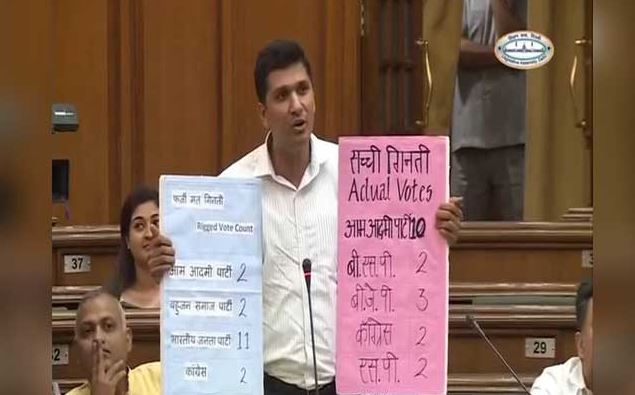 37
फर्जी मत गिनती
Rigged Vote Count
आम आदमी पार्टी 2
बहुजन समाज पार्टी 2
भारतीय जनता पार्टी 11
कांग्रेस 2
सच्ची गिनती
Actual Votes
आम आदमी पार्टी 10
बी.एस.पी. 2
बी.जे.पी. 3
कॉंग्रेस 2
एस.पी. 2
29